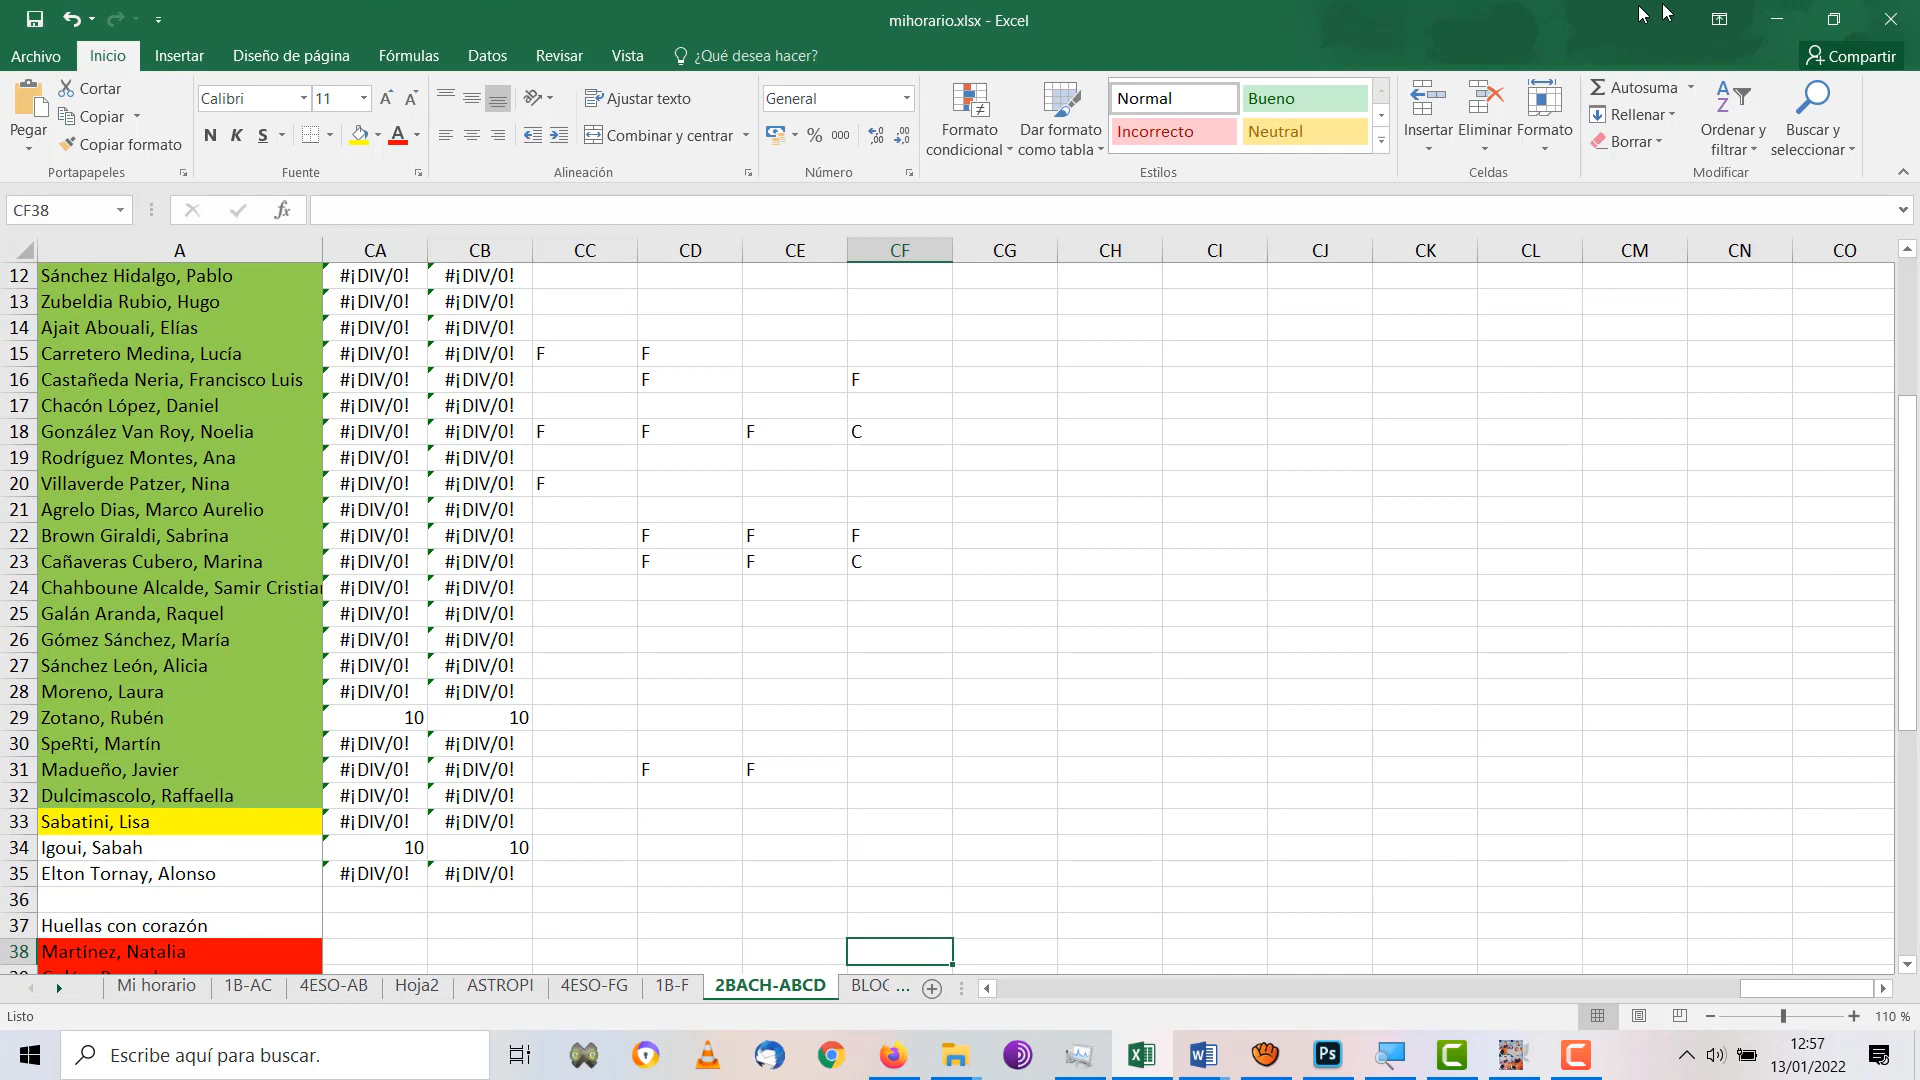 mihorario.xlsx - Excel
Archivo Inicio Insertar Diseño de página Fórmulas Datos Revisar Vista ¿Qué desea hacer? Compartir
Pegar Cortar Copiar Copiar formato
Portapapeles
Calibri 11
N K S A
Fuente
Ajustar texto
Combinar y centrar
Alineación
General
% 000
Número
Formato condicional
Dar formato como tabla
Normal Bueno
Incorrecto Neutral
Estilos
Insertar Eliminar Formato
Celdas
Autosuma
Rellenar
Borrar
Ordenar y filtrar
Buscar y seleccionar
Modificar
CF38 fx
A CA CB CC CD CE CF CG CH CI CJ CK CL CM CN CO
12 Sánchez Hidalgo, Pablo #¡DIV/0! #¡DIV/0!
13 Zubeldia Rubio, Hugo #¡DIV/0! #¡DIV/0!
14 Ajait Abouali, Elías #¡DIV/0! #¡DIV/0!
15 Carretero Medina, Lucía #¡DIV/0! #¡DIV/0! F F
16 Castañeda Neria, Francisco Luis #¡DIV/0! #¡DIV/0! F F
17 Chacón López, Daniel #¡DIV/0! #¡DIV/0!
18 González Van Roy, Noelia #¡DIV/0! #¡DIV/0! F F F C
19 Rodríguez Montes, Ana #¡DIV/0! #¡DIV/0!
20 Villaverde Patzer, Nina #¡DIV/0! #¡DIV/0! F
21 Agrelo Dias, Marco Aurelio #¡DIV/0! #¡DIV/0!
22 Brown Giraldi, Sabrina #¡DIV/0! #¡DIV/0! F F F
23 Cañaveras Cubero, Marina #¡DIV/0! #¡DIV/0! F F C
24 Chahboune Alcalde, Samir Cristian #¡DIV/0! #¡DIV/0!
25 Galán Aranda, Raquel #¡DIV/0! #¡DIV/0!
26 Gómez Sánchez, María #¡DIV/0! #¡DIV/0!
27 Sánchez León, Alicia #¡DIV/0! #¡DIV/0!
28 Moreno, Laura #¡DIV/0! #¡DIV/0!
29 Zotano, Rubén 10 10
30 SpeRti, Martín #¡DIV/0! #¡DIV/0!
31 Madueño, Javier #¡DIV/0! #¡DIV/0! F F
32 Dulcimascolo, Raffaella #¡DIV/0! #¡DIV/0!
33 Sabatini, Lisa #¡DIV/0! #¡DIV/0!
34 Igoui, Sabah 10 10
35 Elton Tornay, Alonso #¡DIV/0! #¡DIV/0!
36
37 Huellas con corazón
38 Martínez, Natalia
Mi horario 1B-AC 4ESO-AB Hoja2 ASTROPI 4ESO-FG 1B-F 2BACH-ABCD BLOC ...
Listo 110 %
Escribe aquí para buscar.
12:57
13/01/2022